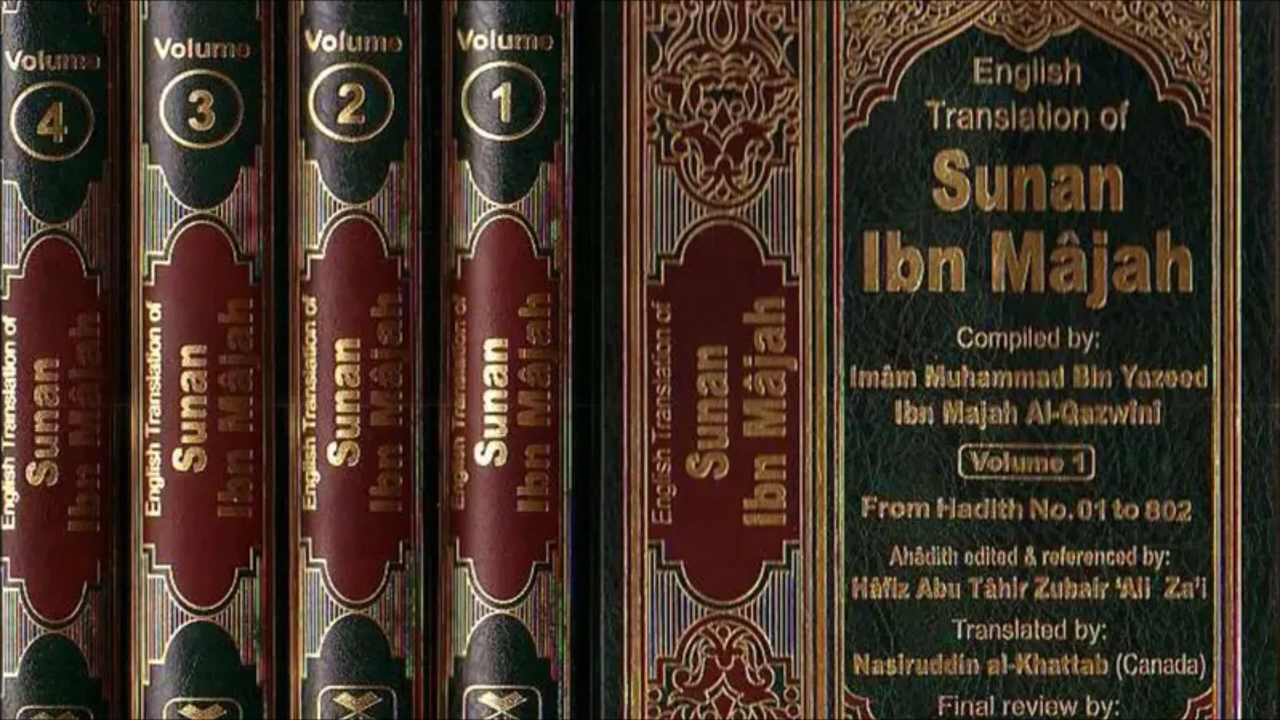 Volume
4
English Translation of
Sunan
Ibn Mâjah
Volume
3
English Translation of
Sunan
Ibn Mâjah
Volume
2
English Translation of
Sunan
Ibn Mâjah
Volume
1
English Translation of
Sunan
Ibn Mâjah
English Translation of
Sunan
Ibn Mâjah
English
Translation of
Sunan
Ibn Mâjah
Compiled by:
Imâm Muhammad Bin Yazeed
Ibn Majah Al-Qazwini
Volume 1
From Hadith No. 01 to 802
Ahâdith edited & referenced by:
Hâfiz Abu Tâhir Zubair 'Ali Za'i
Translated by:
Nasiruddin al-Khattab (Canada)
Final review by: